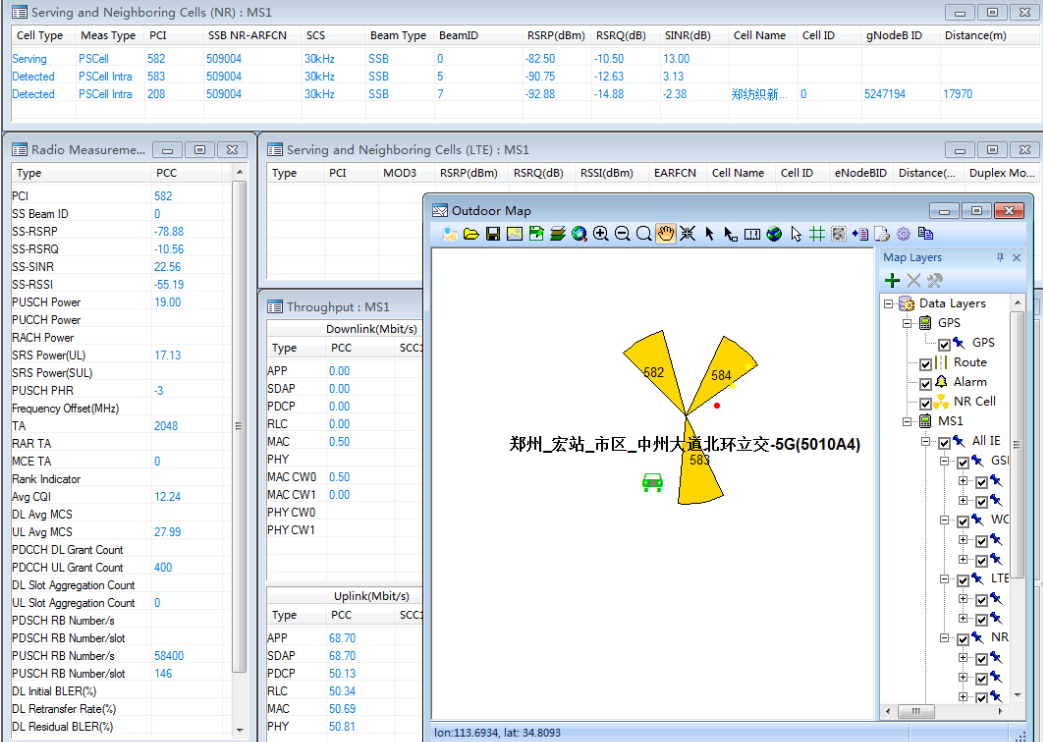 Serving and Neighboring Cells (NR) : MS1
Cell Type Meas Type PCI SSB NR-ARFCN SCS Beam Type BeamID RSRP(dBm) RSRQ(dB) SINR(dB) Cell Name Cell ID gNodeB ID Distance(m)
Serving PSCell 582 509004 30kHz SSB 0 -82.50 -10.50 13.00
Detected PSCell Intra 583 509004 30kHz SSB 5 -90.75 -12.63 3.13
Detected PSCell Intra 208 509004 30kHz SSB 7 -92.88 -14.88 -2.38 郑纺织新... 0 5247194 17970
Radio Measureme...
Type PCC
PCI 582
SS Beam ID 0
SS-RSRP -78.88
SS-RSRQ -10.56
SS-SINR 22.56
SS-RSSI -55.19
PUSCH Power 19.00
PUCCH Power
RACH Power
SRS Power(UL) 17.13
SRS Power(SUL)
PUSCH PHR -3
Frequency Offset(MHz)
TA 2048
RAR TA
MCE TA 0
Rank Indicator
Avg CQI 12.24
DL Avg MCS
UL Avg MCS 27.99
PDCCH DL Grant Count
PDCCH UL Grant Count 400
DL Slot Aggregation Count
UL Slot Aggregation Count 0
PDSCH RB Number/s
PDSCH RB Number/slot
PUSCH RB Number/s 58400
PUSCH RB Number/slot 146
DL Initial BLER(%)
DL Retransfer Rate(%)
DL Residual BLER(%)
Serving and Neighboring Cells (LTE) : MS1
Type PCI MOD3 RSRP(dBm) RSRQ(dB) RSSI(dBm) EARFCN Cell Name Cell ID eNodeBID Distance(... Duplex Mo...
Throughput : MS1
Downlink(Mbit/s)
Type PCC SCC1
APP 0.00
SDAP 0.00
PDCP 0.00
RLC 0.00
MAC 0.50
PHY
MAC CW0 0.50
MAC CW1 0.00
PHY CW0
PHY CW1
Uplink(Mbit/s)
Type PCC SCC1
APP 68.70
SDAP 68.70
PDCP 50.13
RLC 50.34
MAC 50.69
PHY 50.81
Outdoor Map
582
584
郑州_宏站_市区_中州大道北环立交-5G(5010A4)
583
Map Layers
Data Layers
GPS
GPS
Route
Alarm
NR Cell
MS1
All IE
GSI
WC
LTE
NR
lon:113.6934, lat: 34.8093